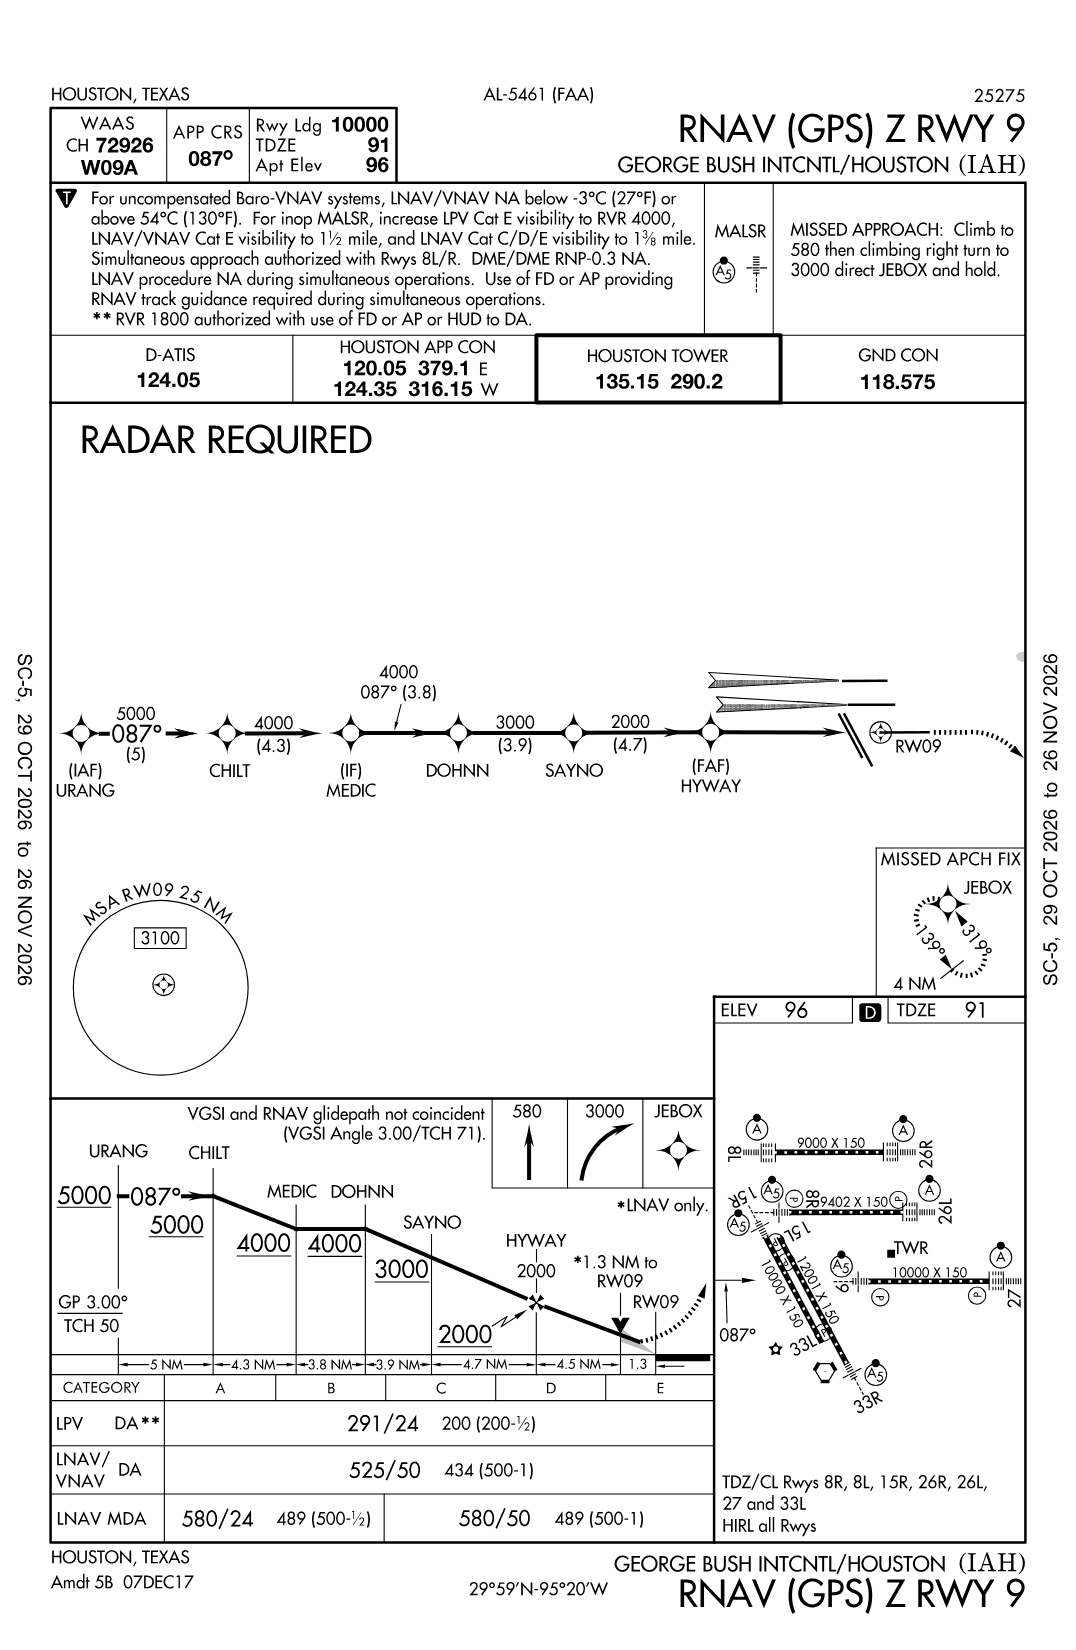 HOUSTON, TEXAS
AL-5461 (FAA)
25275
WAAS
CH 72926
W09A
APP CRS
087°
Rwy Ldg 10000
TDZE 91
Apt Elev 96
RNAV (GPS) Z RWY 9
GEORGE BUSH INTCNTL/HOUSTON (IAH)
T
For uncompensated Baro-VNAV systems, LNAV/VNAV NA below -3°C (27°F) or
above 54°C (130°F). For inop MALSR, increase LPV Cat E visibility to RVR 4000,
LNAV/VNAV Cat E visibility to 1½ mile, and LNAV Cat C/D/E visibility to 1⅜ mile.
Simultaneous approach authorized with Rwys 8L/R. DME/DME RNP-0.3 NA.
LNAV procedure NA during simultaneous operations. Use of FD or AP providing
RNAV track guidance required during simultaneous operations.
** RVR 1800 authorized with use of FD or AP or HUD to DA.
MALSR
A5
MISSED APPROACH: Climb to
580 then climbing right turn to
3000 direct JEBOX and hold.
D-ATIS
124.05
HOUSTON APP CON
120.05 379.1 E
124.35 316.15 W
HOUSTON TOWER
135.15 290.2
GND CON
118.575
RADAR REQUIRED
SC-5, 29 OCT 2026 to 26 NOV 2026
SC-5, 29 OCT 2026 to 26 NOV 2026
5000
087°
(5)
4000
(4.3)
4000
087° (3.8)
3000
(3.9)
2000
(4.7)
RW09
(IAF)
URANG
CHILT
(IF)
MEDIC
DOHNN
SAYNO
(FAF)
HYWAY
MSA RW09 25 NM
3100
MISSED APCH FIX
JEBOX
139°
319°
4 NM
ELEV 96
D
TDZE 91
VGSI and RNAV glidepath not coincident
(VGSI Angle 3.00/TCH 71).
580
3000
JEBOX
*LNAV only.
URANG
CHILT
MEDIC
DOHNN
SAYNO
HYWAY
2000
*1.3 NM to
RW09
RW09
5000
087°
5000
4000
4000
3000
2000
GP 3.00°
TCH 50
5 NM
4.3 NM
3.8 NM
3.9 NM
4.7 NM
4.5 NM
1.3
CATEGORY
A
B
C
D
E
LPV DA**
291/24 200 (200-½)
LNAV/
VNAV DA
525/50 434 (500-1)
LNAV MDA
580/24 489 (500-½)
580/50 489 (500-1)
A
A
8L
9000 X 150
26R
A5
15R
P
8R
9402 X 150
P
A
26L
A5
15L
P
P
TWR
A5
9
10000 X 150
P
P
A
27
10000 X 150
12001 X 150
P
087°
33L
A5
33R
TDZ/CL Rwys 8R, 8L, 15R, 26R, 26L,
27 and 33L
HIRL all Rwys
HOUSTON, TEXAS
Amdt 5B 07DEC17
29°59'N-95°20'W
GEORGE BUSH INTCNTL/HOUSTON (IAH)
RNAV (GPS) Z RWY 9